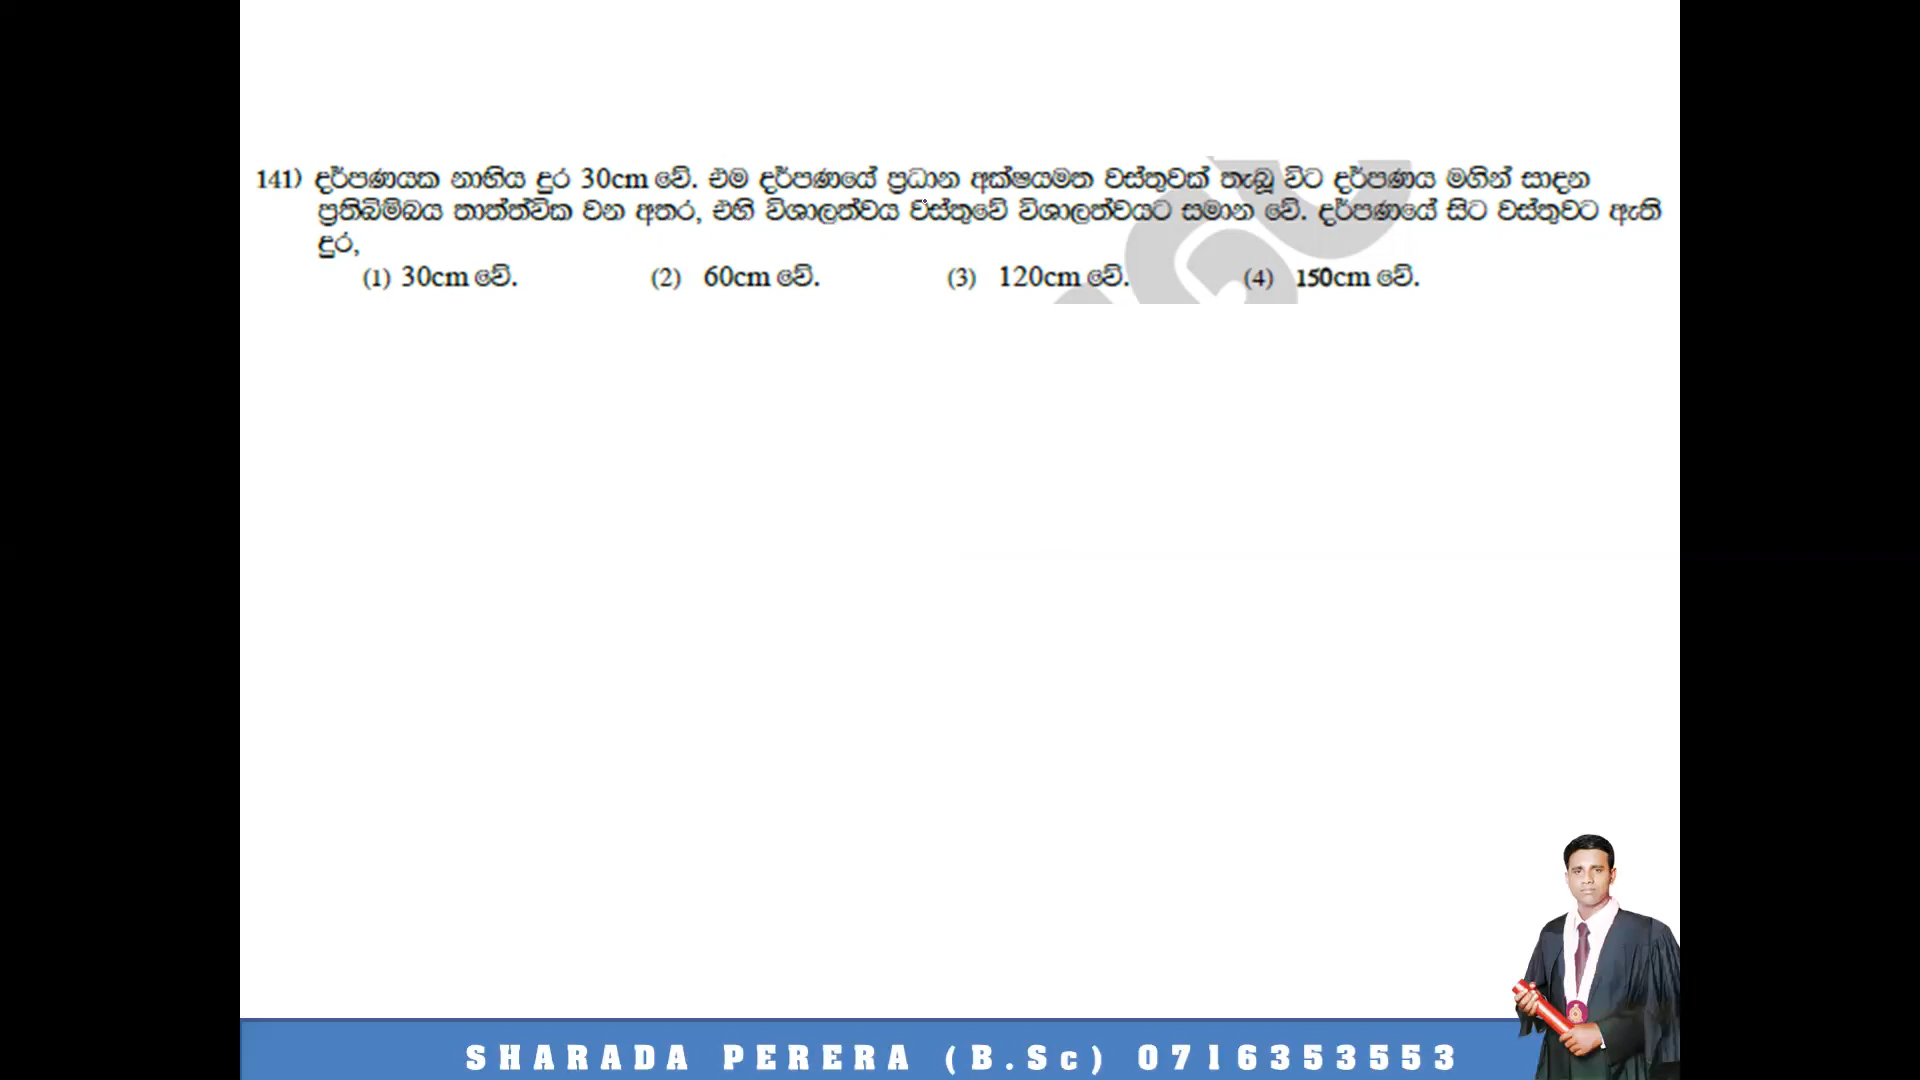 141) දර්පණයක නාභිය දුර 30cm වේ. එම දර්පණයේ ප්‍රධාන අක්ෂයමත වස්තුවක් තැබූ විට දර්පණය මගින් සාදන
ප්‍රතිබිම්බය තාත්ත්වික වන අතර, එහි විශාලත්වය වස්තුවේ විශාලත්වයට සමාන වේ. දර්පණයේ සිට වස්තුවට ඇති
දුර,
(1) 30cm වේ. (2) 60cm වේ. (3) 120cm වේ. (4) 150cm වේ.
SHARADA PERERA (B.Sc) 0716353553